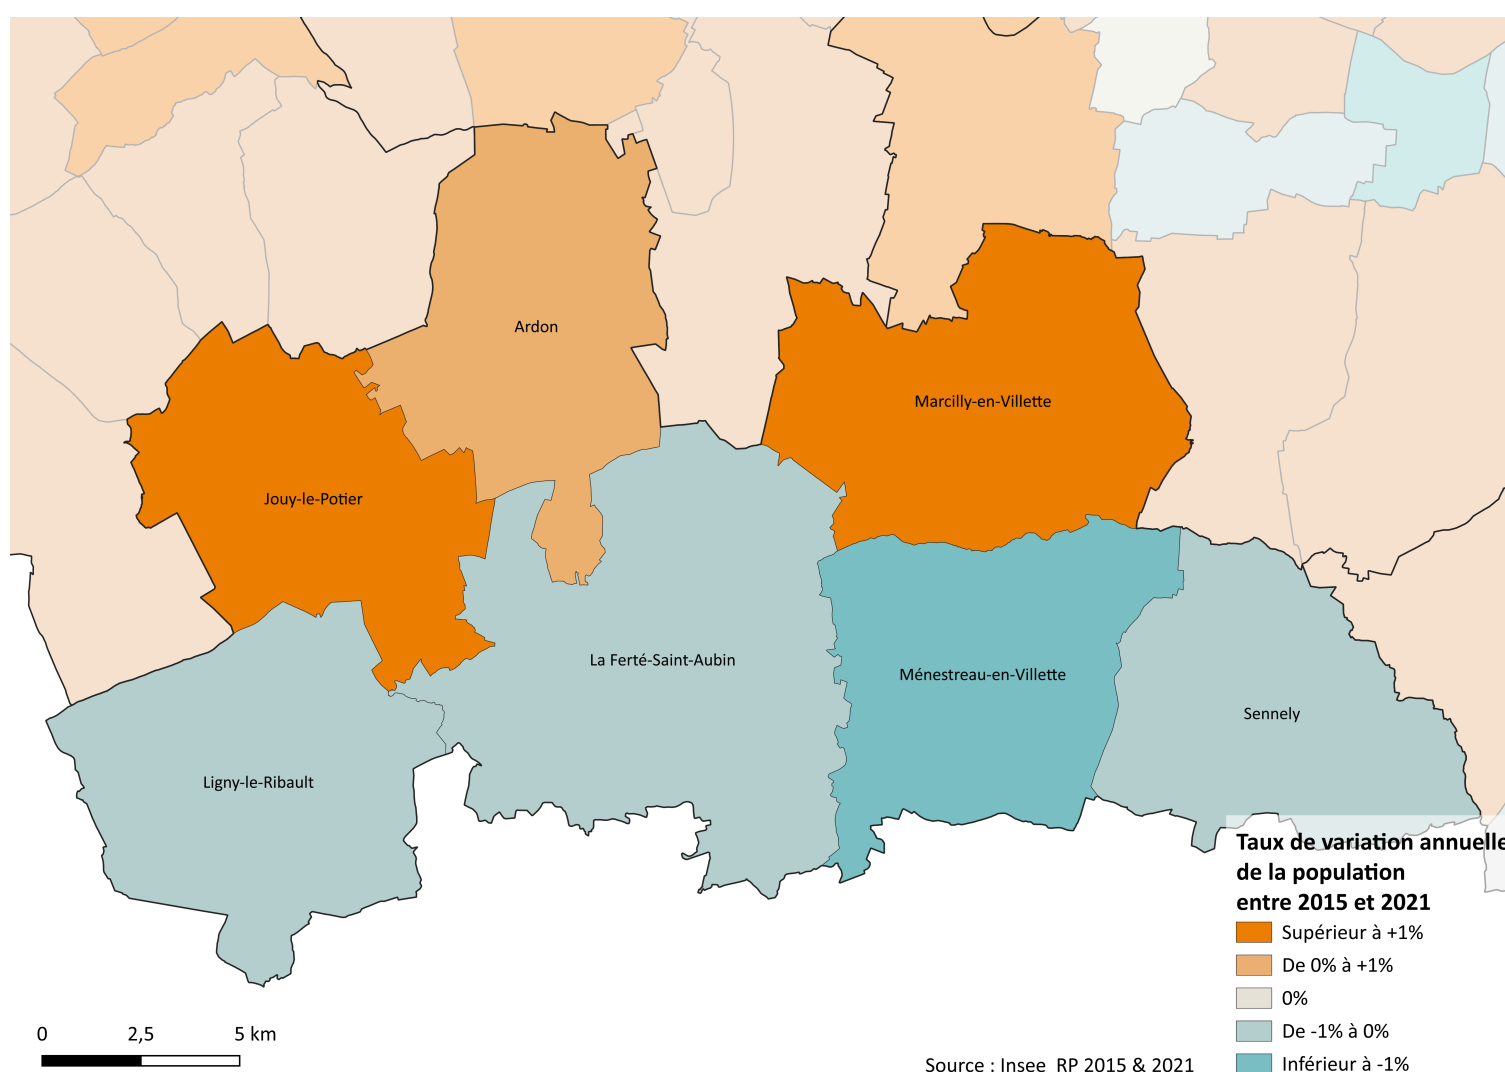 Ardon
Marcilly-en-Villette
Jouy-le-Potier
La Ferté-Saint-Aubin
Ménestreau-en-Villette
Sennely
Ligny-le-Ribault
Taux de variation annuelle
de la population
entre 2015 et 2021
Supérieur à +1%
De 0% à +1%
0%
De -1% à 0%
Inférieur à -1%
0 2,5 5 km
Source : Insee RP 2015 & 2021